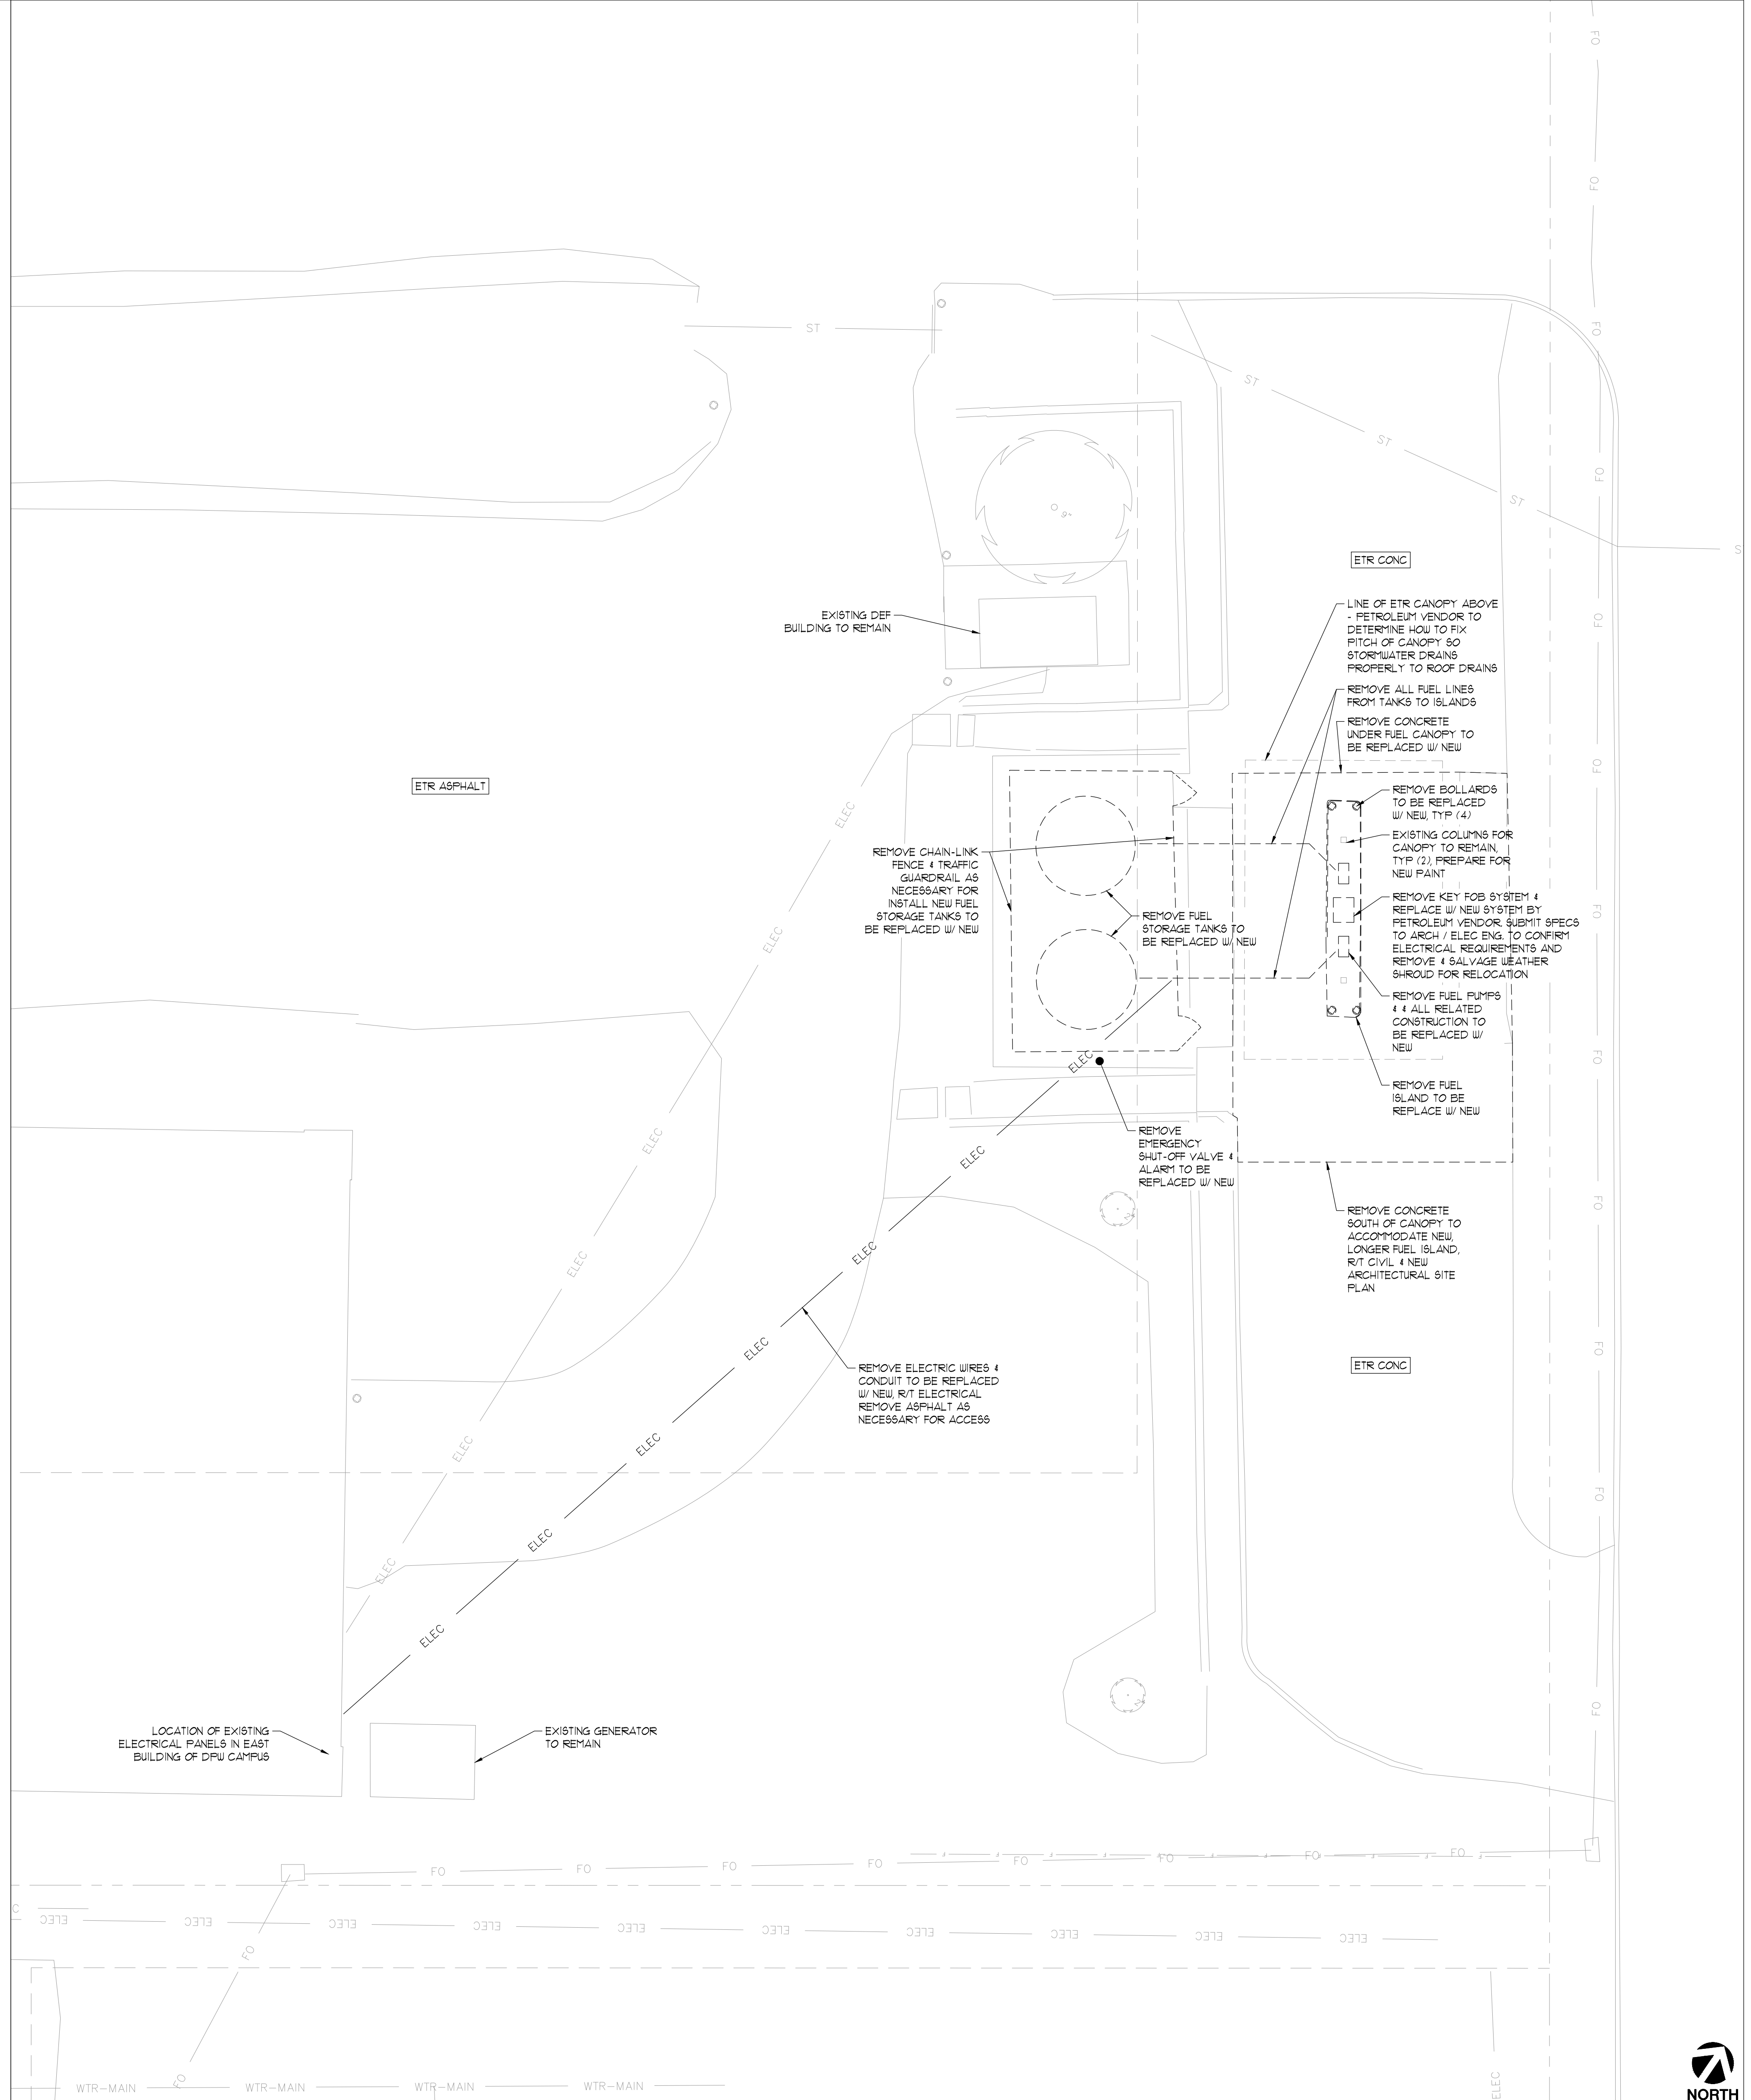 FO
FO
ST
FO
ST
ST
FO
ST
9"
S
ETR CONC
EXISTING DEF
BUILDING TO REMAIN
LINE OF ETR CANOPY ABOVE
- PETROLEUM VENDOR TO
DETERMINE HOW TO FIX
PITCH OF CANOPY SO
STORMWATER DRAINS
PROPERLY TO ROOF DRAINS
FO
REMOVE ALL FUEL LINES
FROM TANKS TO ISLANDS
REMOVE CONCRETE
UNDER FUEL CANOPY TO
BE REPLACED W/ NEW
FO
ETR ASPHALT
ELEC
REMOVE BOLLARDS
TO BE REPLACED
W/ NEW, TYP (4)
EXISTING COLUMNS FOR
CANOPY TO REMAIN,
TYP (2), PREPARE FOR
NEW PAINT
REMOVE CHAIN-LINK
FENCE & TRAFFIC
GUARDRAIL AS
NECESSARY FOR
INSTALL NEW FUEL
STORAGE TANKS TO
BE REPLACED W/ NEW
REMOVE FUEL
STORAGE TANKS TO
BE REPLACED W/ NEW
REMOVE KEY FOB SYSTEM &
REPLACE W/ NEW SYSTEM BY
PETROLEUM VENDOR. SUBMIT SPECS
TO ARCH / ELEC ENG. TO CONFIRM
ELECTRICAL REQUIREMENTS AND
REMOVE & SALVAGE WEATHER
SHROUD FOR RELOCATION
FO
ELEC
REMOVE FUEL PUMPS
& & ALL RELATED
CONSTRUCTION TO
BE REPLACED W/
NEW
FO
ELEC
ELEC
REMOVE FUEL
ISLAND TO BE
REPLACE W/ NEW
REMOVE
EMERGENCY
SHUT-OFF VALVE &
ALARM TO BE
REPLACED W/ NEW
ELEC
ELEC
FO
REMOVE CONCRETE
SOUTH OF CANOPY TO
ACCOMMODATE NEW,
LONGER FUEL ISLAND,
R/T CIVIL & NEW
ARCHITECTURAL SITE
PLAN
ELEC
ELEC
ELEC
FO
ETR CONC
REMOVE ELECTRIC WIRES &
CONDUIT TO BE REPLACED
W/ NEW, R/T ELECTRICAL
REMOVE ASPHALT AS
NECESSARY FOR ACCESS
ELEC
ELEC
FO
ELEC
ELEC
ELEC
FO
LOCATION OF EXISTING
ELECTRICAL PANELS IN EAST
BUILDING OF DPW CAMPUS
EXISTING GENERATOR
TO REMAIN
FO
FO
FO
FO
FO
FO
FO
FO
C
ELEC
ELEC
ELEC
ELEC
ELEC
ELEC
ELEC
ELEC
ELEC
ELEC
FO
FO
ELEC
WTR-MAIN
WTR-MAIN
WTR-MAIN
WTR-MAIN
NORTH